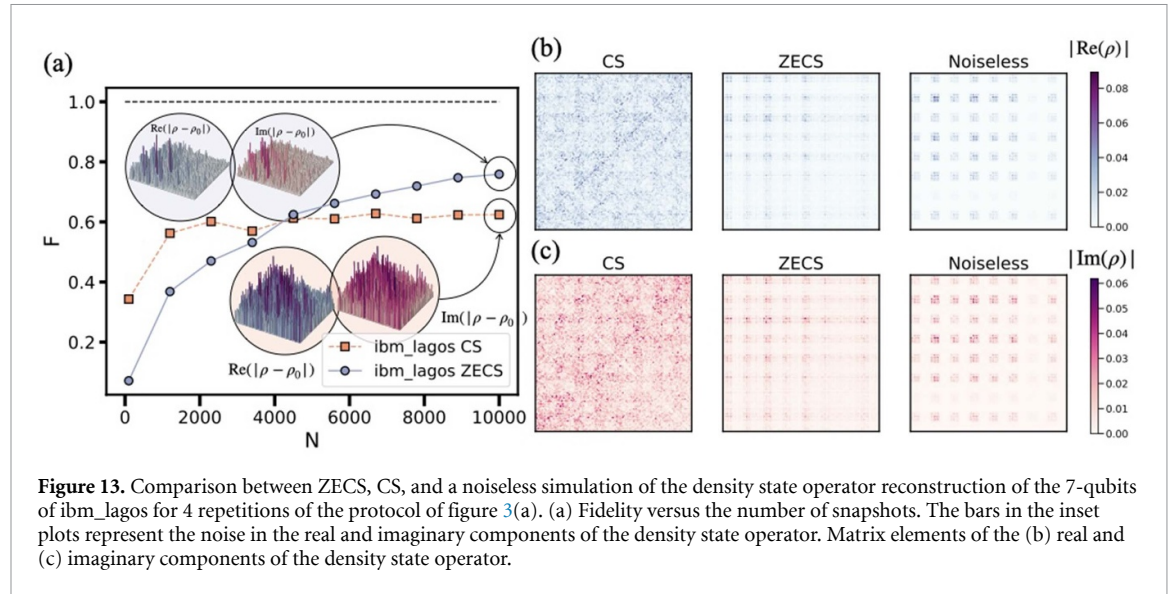 (a)
1.0
0.8
0.6
0.4
0.2
F
0
2000
4000
6000
8000
10000
N
Re(|ρ − ρ₀|)
Im(|ρ − ρ₀|)
Im(|ρ − ρ₀|)
Re(|ρ − ρ₀|)
ibm_lagos CS
ibm_lagos ZECS
(b)
CS
ZECS
Noiseless
|Re(ρ)|
0.08
0.06
0.04
0.02
0.00
(c)
CS
ZECS
Noiseless
|Im(ρ)|
0.06
0.05
0.04
0.03
0.02
0.01
0.00
Figure 13. Comparison between ZECS, CS, and a noiseless simulation of the density state operator reconstruction of the 7-qubits
of ibm_lagos for 4 repetitions of the protocol of figure 3(a). (a) Fidelity versus the number of snapshots. The bars in the inset
plots represent the noise in the real and imaginary components of the density state operator. Matrix elements of the (b) real and
(c) imaginary components of the density state operator.